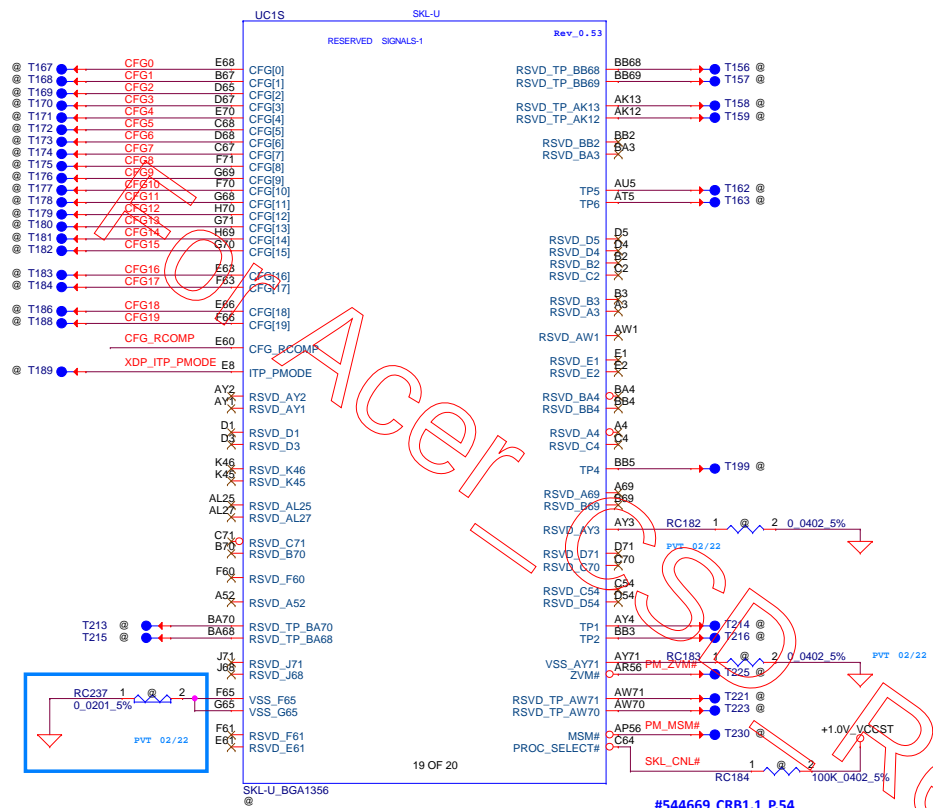 UC1S SKL-U
RESERVED SIGNALS-1 Rev_0.53
@ T167 CFG0 E68 CFG[0]
@ T168 CFG1 B67 CFG[1]
@ T169 CFG2 D65 CFG[2]
@ T170 CFG3 D67 CFG[3]
@ T171 CFG4 E70 CFG[4]
@ T172 CFG5 C68 CFG[5]
@ T173 CFG6 D68 CFG[6]
@ T174 CFG7 C67 CFG[7]
@ T175 CFG8 F71 CFG[8]
@ T176 CFG9 G69 CFG[9]
@ T177 CFG10 F70 CFG[10]
@ T178 CFG11 G68 CFG[11]
@ T179 CFG12 H70 CFG[12]
@ T180 CFG13 G71 CFG[13]
@ T181 CFG14 H69 CFG[14]
@ T182 CFG15 G70 CFG[15]
@ T183 CFG16 E63 CFG[16]
@ T184 CFG17 F63 CFG[17]
@ T186 CFG18 E66 CFG[18]
@ T188 CFG19 F66 CFG[19]
CFG_RCOMP E60 CFG_RCOMP
@ T189 XDP_ITP_PMODE E8 ITP_PMODE
AY2 RSVD_AY2
AY1 RSVD_AY1
D1 RSVD_D1
D3 RSVD_D3
K46 RSVD_K46
K45 RSVD_K45
AL25 RSVD_AL25
AL27 RSVD_AL27
C71 RSVD_C71
B70 RSVD_B70
F60 RSVD_F60
A52 RSVD_A52
T213 @ BA70 RSVD_TP_BA70
T215 @ BA68 RSVD_TP_BA68
J71 RSVD_J71
J68 RSVD_J68
RC237 1 @ 2 F65 VSS_F65
0_0201_5% G65 VSS_G65
PVT 02/22
F61 RSVD_F61
E61 RSVD_E61
RSVD_TP_BB68 BB68 T156 @
RSVD_TP_BB69 BB69 T157 @
RSVD_TP_AK13 AK13 T158 @
RSVD_TP_AK12 AK12 T159 @
RSVD_BB2 BB2
RSVD_BA3 BA3
TP5 AU5 T162 @
TP6 AT5 T163 @
RSVD_D5 D5
RSVD_D4 D4
RSVD_B2 B2
RSVD_C2 C2
RSVD_B3 B3
RSVD_A3 A3
RSVD_AW1 AW1
RSVD_E1 E1
RSVD_E2 E2
RSVD_BA4 BA4
RSVD_BB4 BB4
RSVD_A4 A4
RSVD_C4 C4
TP4 BB5 T199 @
RSVD_A69 A69
RSVD_B69 B69
RSVD_AY3 AY3 RC182 1 @ 2 0_0402_5%
PVT 02/22
RSVD_D71 D71
RSVD_C70 C70
RSVD_C54 C54
RSVD_D54 D54
TP1 AY4 T214 @
TP2 BB3 T216 @
VSS_AY71 AY71 RC183 1 @ 2 0_0402_5% PVT 02/22
ZVM# AR56 PM_ZVM# T225 @
RSVD_TP_AW71 AW71 T221 @
RSVD_TP_AW70 AW70 T223 @
MSM# AP56 PM_MSM# T230 @ +1.0V_VCCST
PROC_SELECT# C64 SKL_CNL# RC184 1 @ 2 100K_0402_5%
19 OF 20
SKL-U_BGA1356
@
#544669 CRB1.1 P.54
For Acer_CSD_R